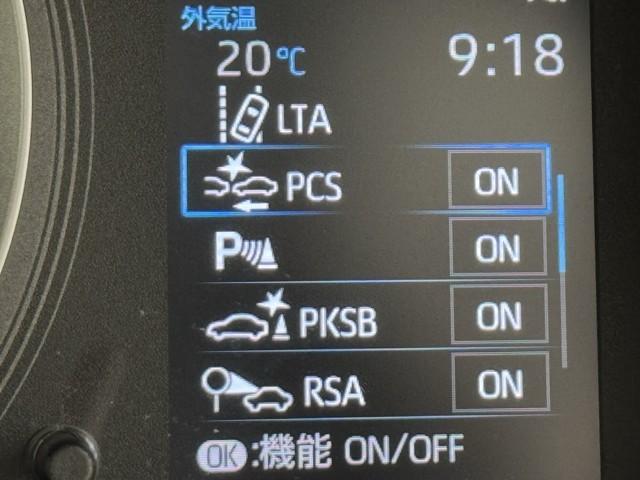 外気温
20℃ 9:18
LTA
PCS ON
P ON
PKSB ON
RSA ON
OK:機能 ON/OFF